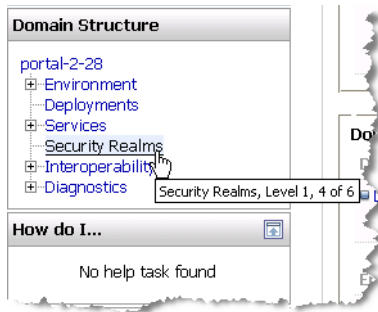 Domain Structure
portal-2-28
Environment
Deployments
Services
Security Realms
Interoperability
Diagnostics
Security Realms, Level 1, 4 of 6
How do I...
No help task found